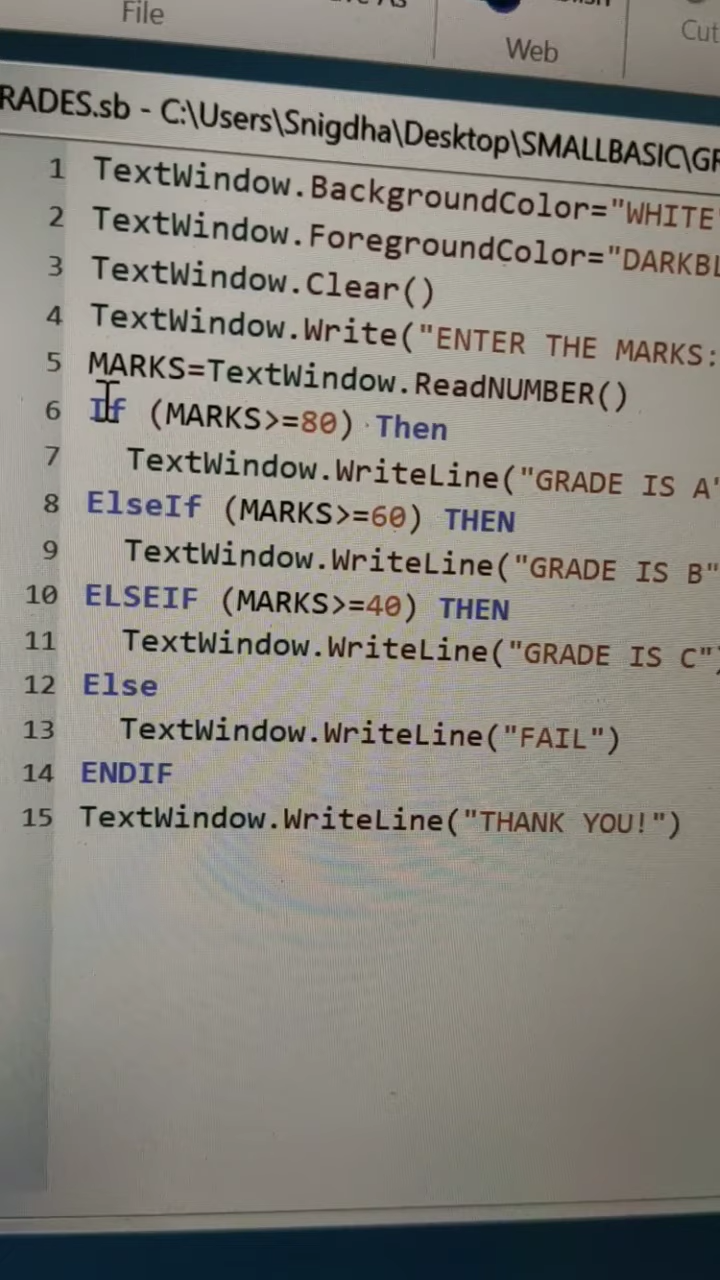 File
Web
Cut
RADES.sb - C:\Users\Snigdha\Desktop\SMALLBASIC\GR
1 TextWindow.BackgroundColor="WHITE"
2 TextWindow.ForegroundColor="DARKBL
3 TextWindow.Clear()
4 TextWindow.Write("ENTER THE MARKS:
5 MARKS=TextWindow.ReadNUMBER()
6 If (MARKS>=80) Then
7 TextWindow.WriteLine("GRADE IS A"
8 ElseIf (MARKS>=60) THEN
9 TextWindow.WriteLine("GRADE IS B"
10 ELSEIF (MARKS>=40) THEN
11 TextWindow.WriteLine("GRADE IS C")
12 Else
13 TextWindow.WriteLine("FAIL")
14 ENDIF
15 TextWindow.WriteLine("THANK YOU!")